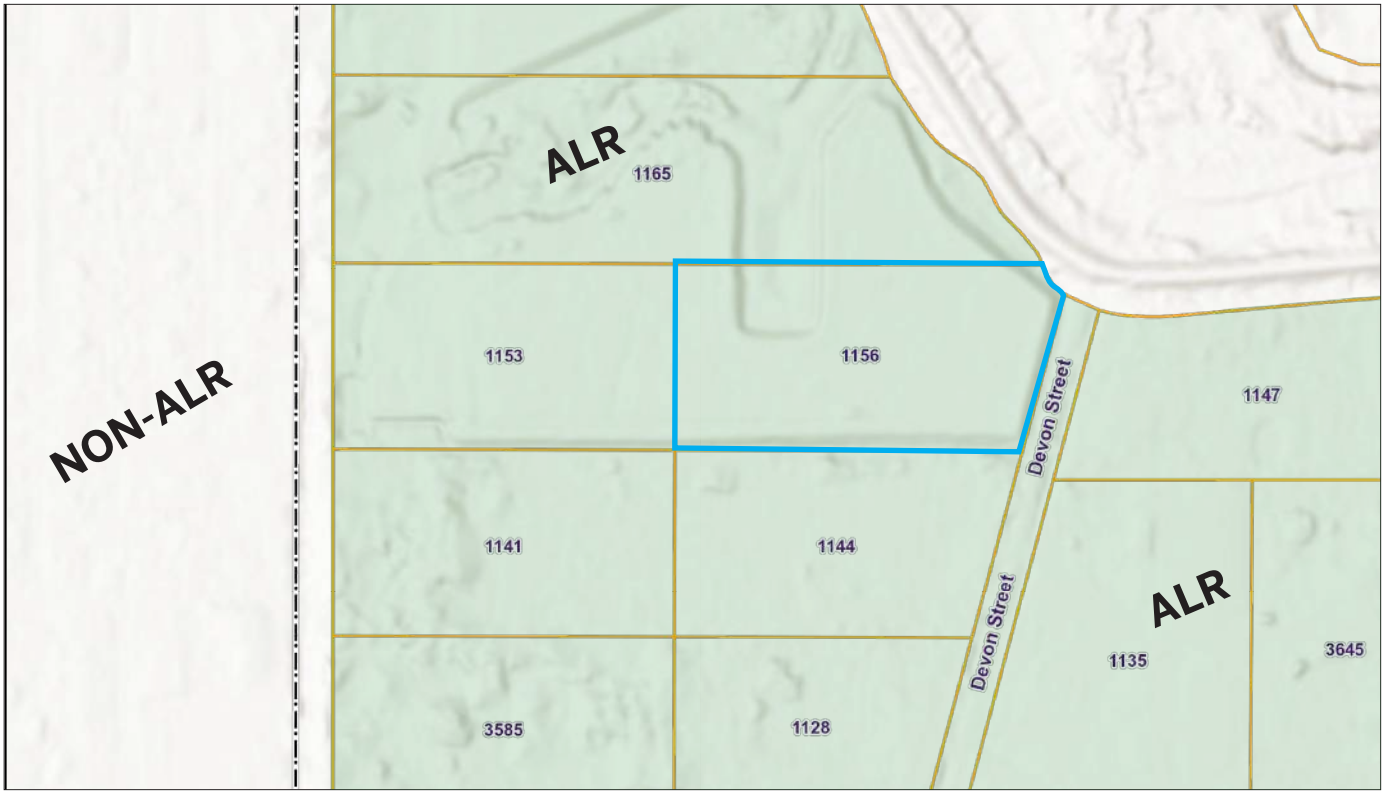 ALR
1165
1153
1156
Devon Street
1147
NON-ALR
1141
1144
Devon Street
ALR
1135
3645
3585
1128